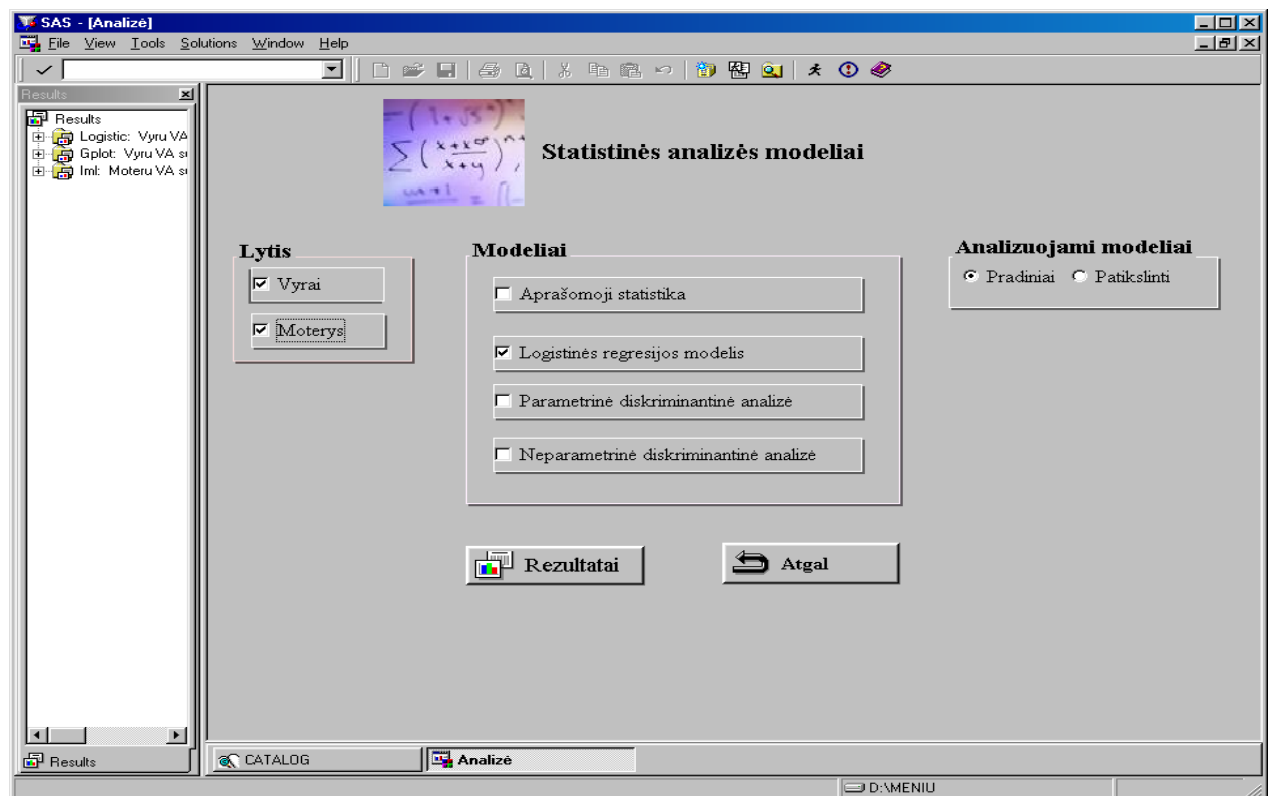 SAS - [Analizė]
File View Tools Solutions Window Help
Results
Results
Logistic: Vyru VA
Gplot: Vyru VA
Iml: Moteru VA
Statistinės analizės modeliai
Lytis
Vyrai
Moterys
Modeliai
Aprašomoji statistika
Logistinės regresijos modelis
Parametrinė diskriminantinė analizė
Neparametrinė diskriminantinė analizė
Analizuojami modeliai
Pradiniai Patikslinti
Rezultatai Atgal
Results
CATALOG Analizė
D:\MENIU